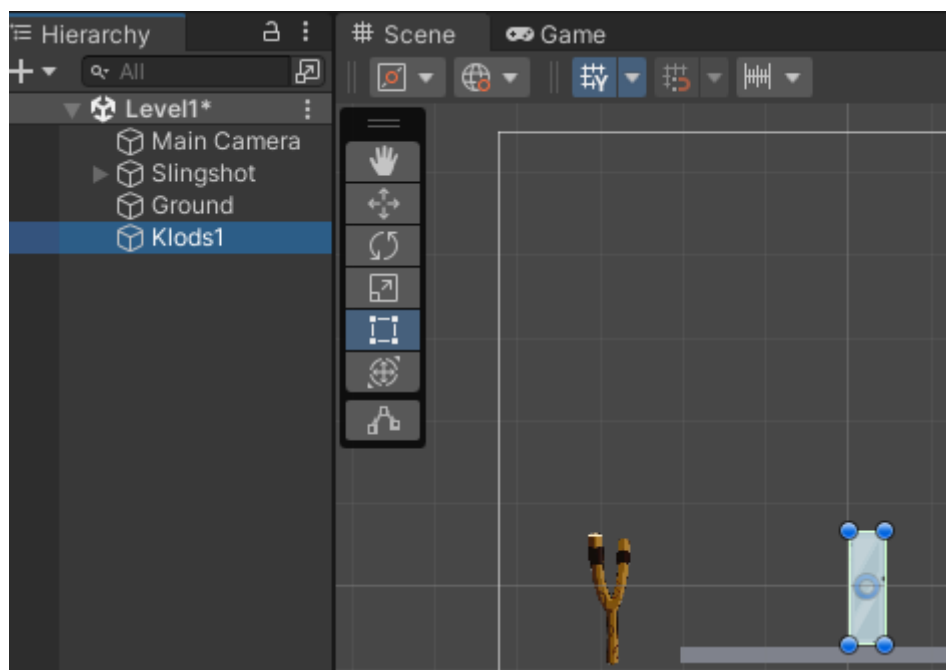 Hierarchy
All
Level1*
Main Camera
Slingshot
Ground
Klods1
Scene
Game